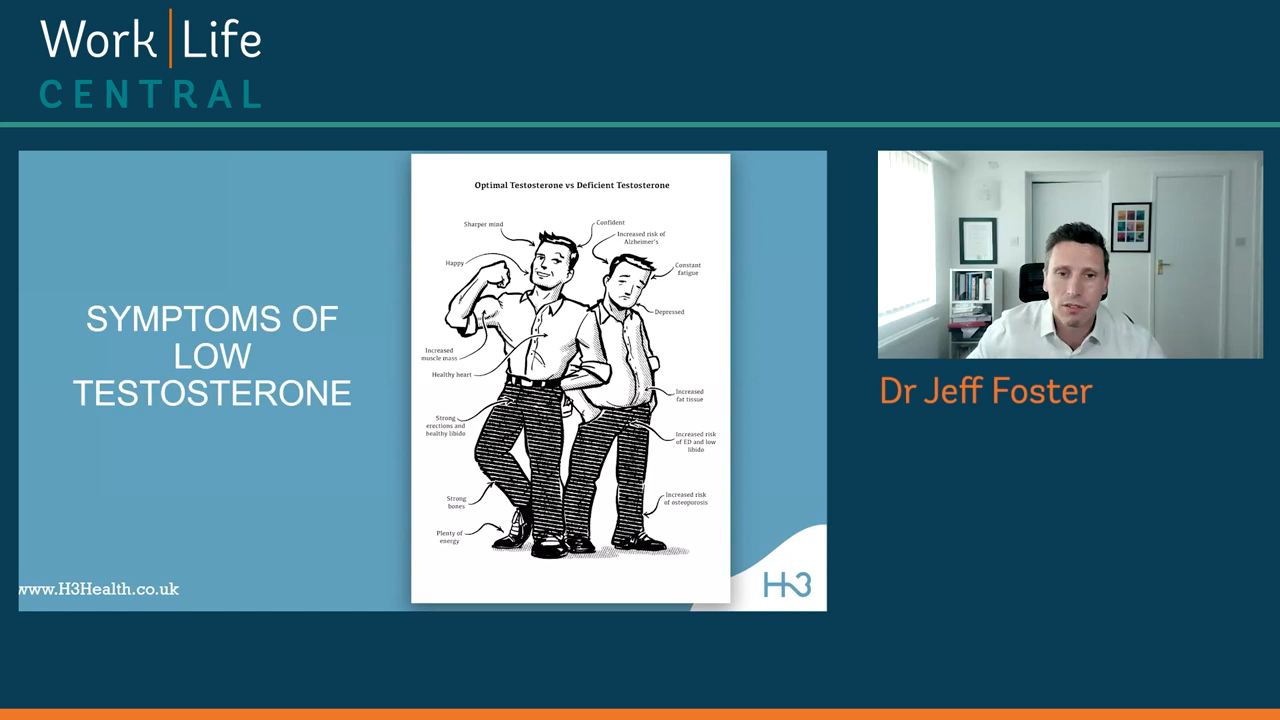 Work Life
CENTRAL
SYMPTOMS OF
LOW
TESTOSTERONE
www.H3Health.co.uk
Optimal Testosterone vs Deficient Testosterone
Sharper mind
Happy
Increased
muscle mass
Healthy heart
Strong
erections and
healthy libido
Strong
bones
Plenty of
energy
Confident
Increased risk of
Alzheimer's
Constant
fatigue
Depressed
Increased
fat tissue
Increased risk
of ED and low
libido
Increased risk
of osteoporosis
H3
Dr Jeff Foster